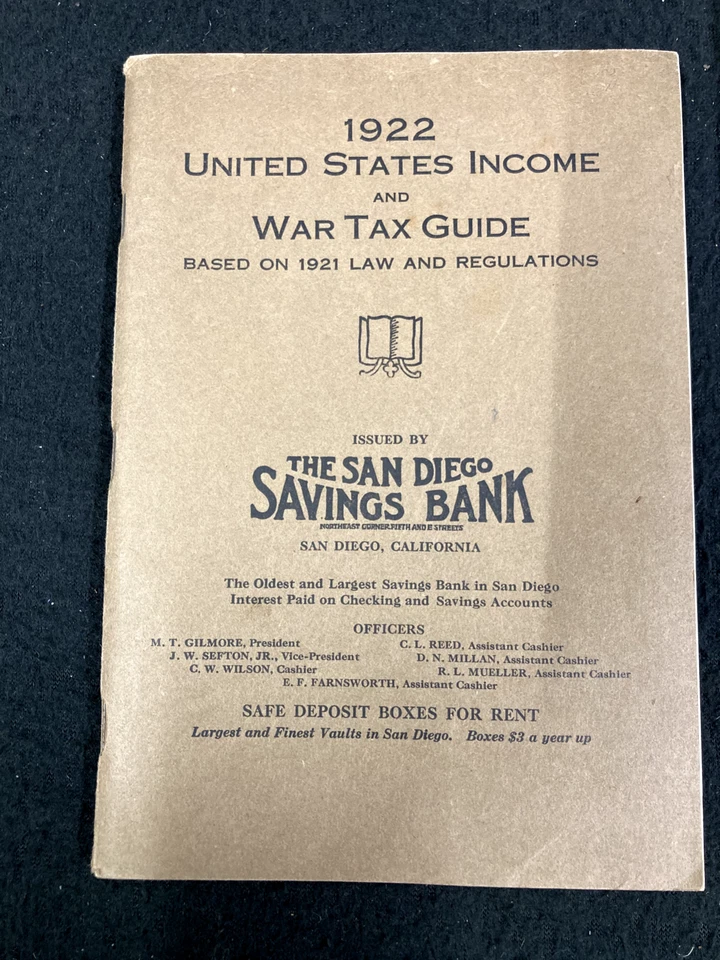 1922
UNITED STATES INCOME
AND
WAR TAX GUIDE
BASED ON 1921 LAW AND REGULATIONS
ISSUED BY
THE SAN DIEGO
SAVINGS BANK
NORTHEAST CORNER FIFTH AND E STREETS
SAN DIEGO, CALIFORNIA
The Oldest and Largest Savings Bank in San Diego
Interest Paid on Checking and Savings Accounts
OFFICERS
M. T. GILMORE, President C. L. REED, Assistant Cashier
J. W. SEFTON, JR., Vice-President D. N. MILLAN, Assistant Cashier
C. W. WILSON, Cashier R. L. MUELLER, Assistant Cashier
E. F. FARNSWORTH, Assistant Cashier
SAFE DEPOSIT BOXES FOR RENT
Largest and Finest Vaults in San Diego. Boxes $3 a year up